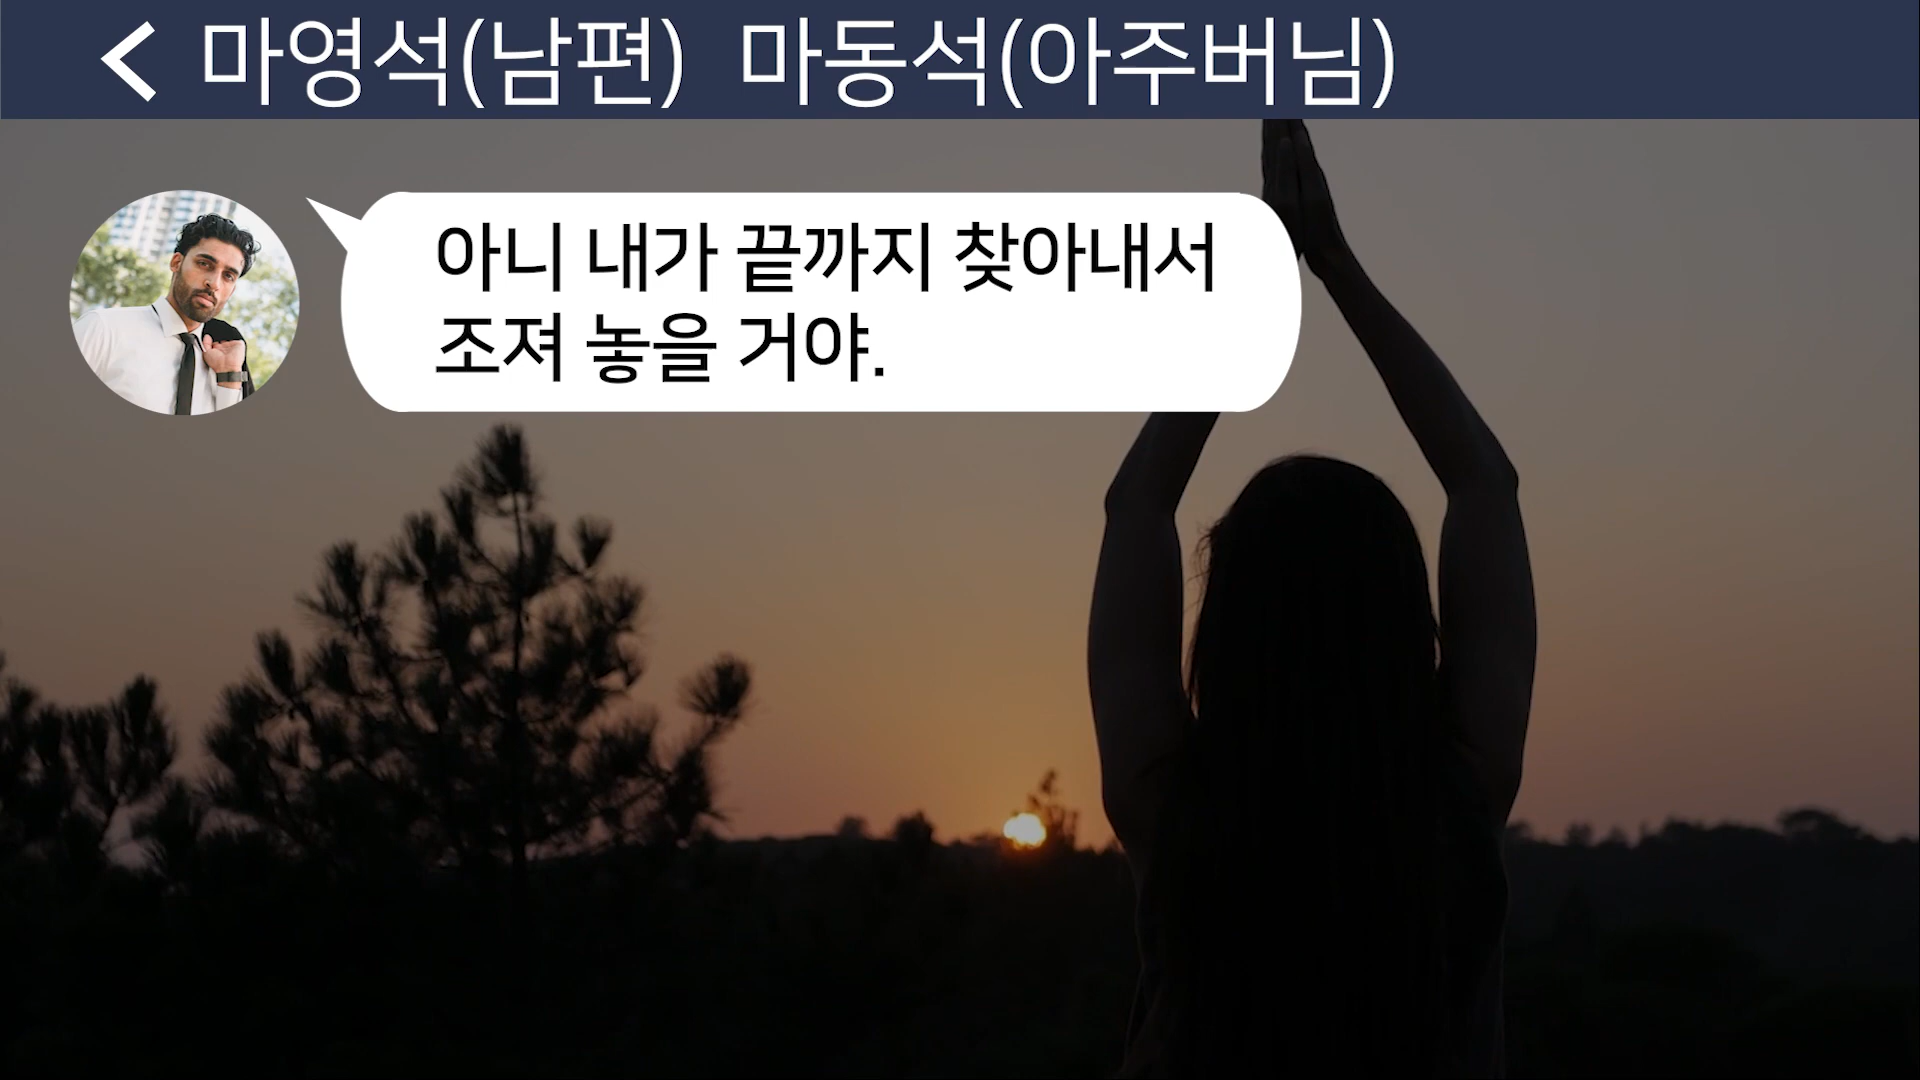 마영석(남편) 마동석(아주버님)
아니 내가 끝까지 찾아내서
조져 놓을 거야.